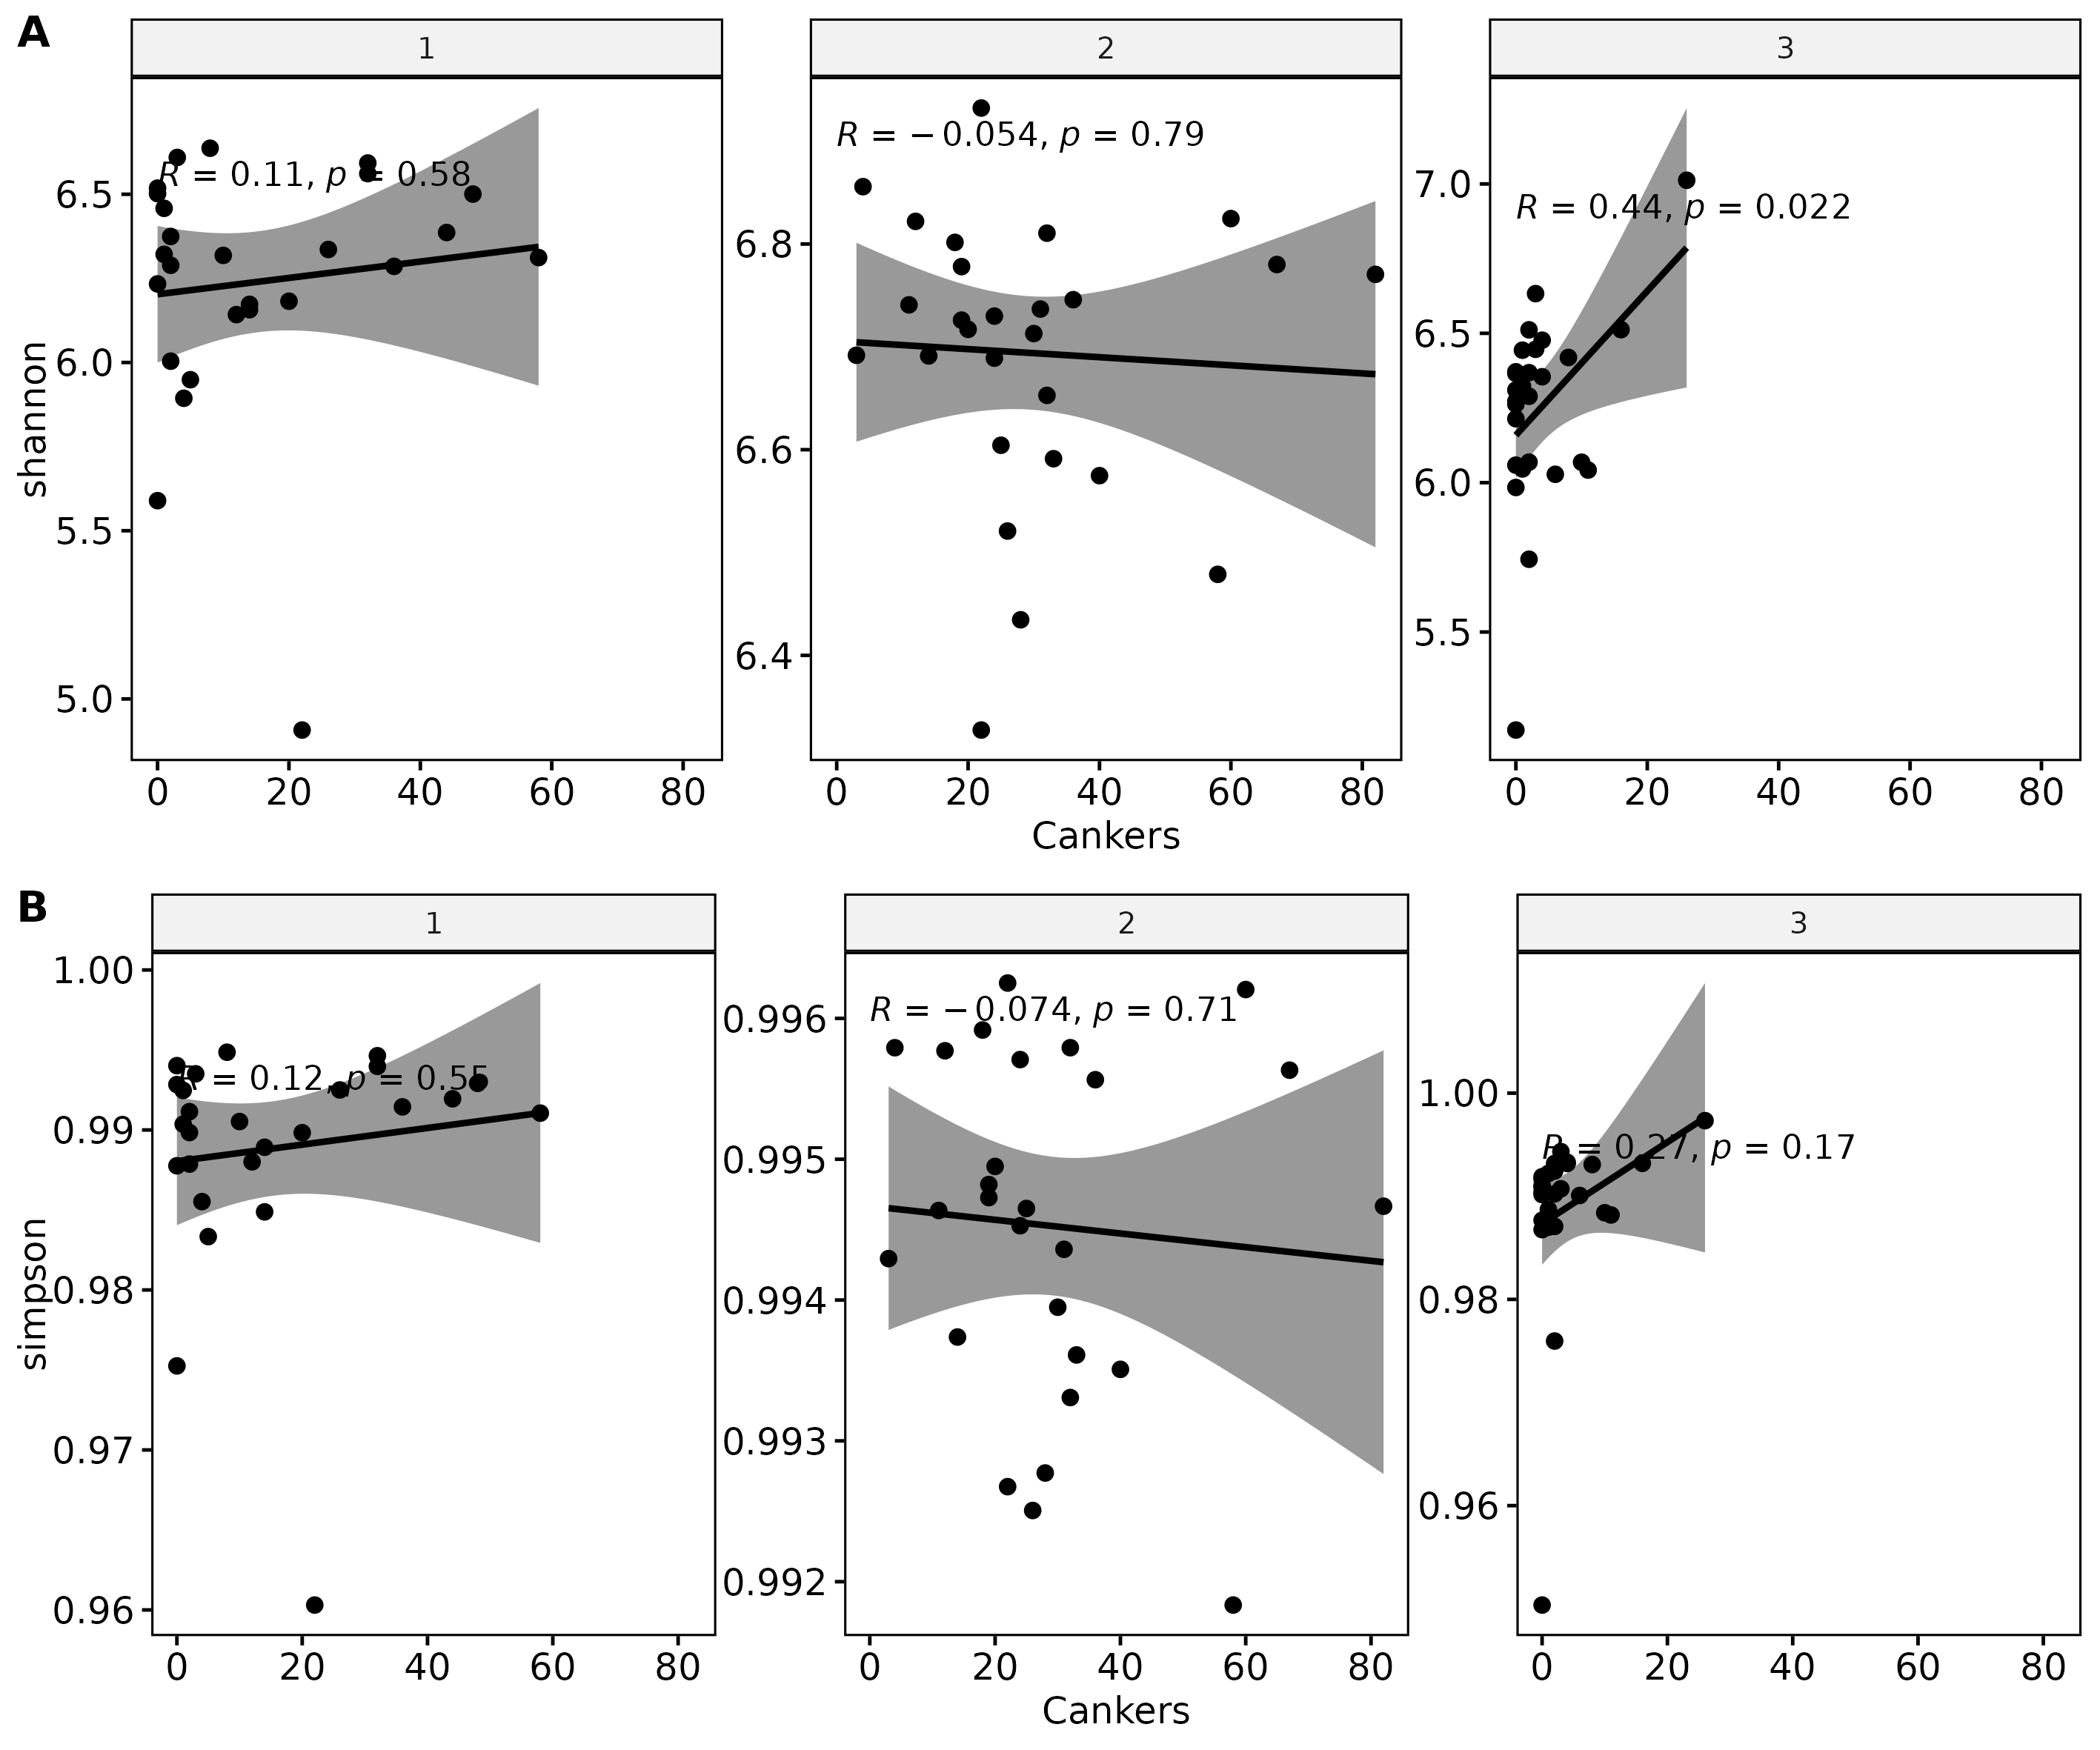 A
1
2
3
R = 0.11, p = 0.58
R = −0.054, p = 0.79
R = 0.44, p = 0.022
shannon
6.5
6.0
5.5
5.0
6.8
6.6
6.4
7.0
6.5
6.0
5.5
0 20 40 60 80
0 20 40 60 80
0 20 40 60 80
Cankers
B
1
2
3
R = 0.12, p = 0.55
R = −0.074, p = 0.71
R = 0.27, p = 0.17
simpson
1.00
0.99
0.98
0.97
0.96
0.996
0.995
0.994
0.993
0.992
1.00
0.98
0.96
0 20 40 60 80
0 20 40 60 80
0 20 40 60 80
Cankers